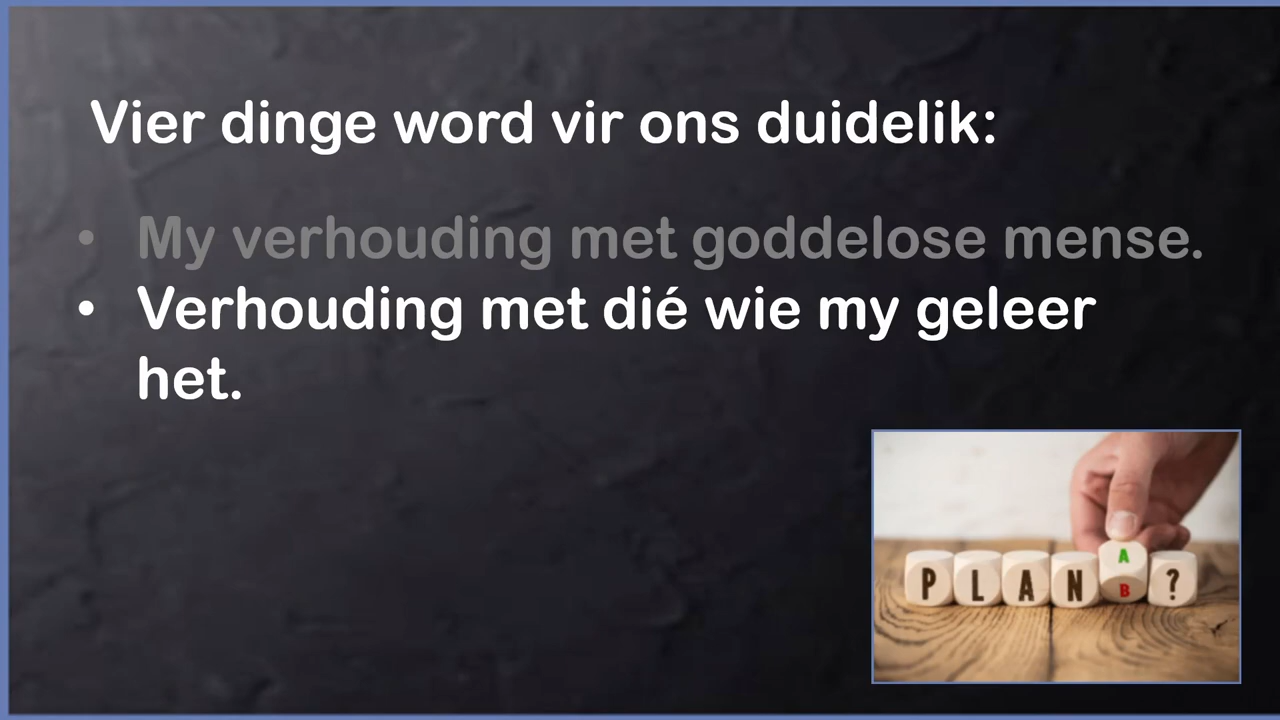 Vier dinge word vir ons duidelik:
• My verhouding met goddelose mense.
• Verhouding met dié wie my geleer
het.
PLAN A B ?